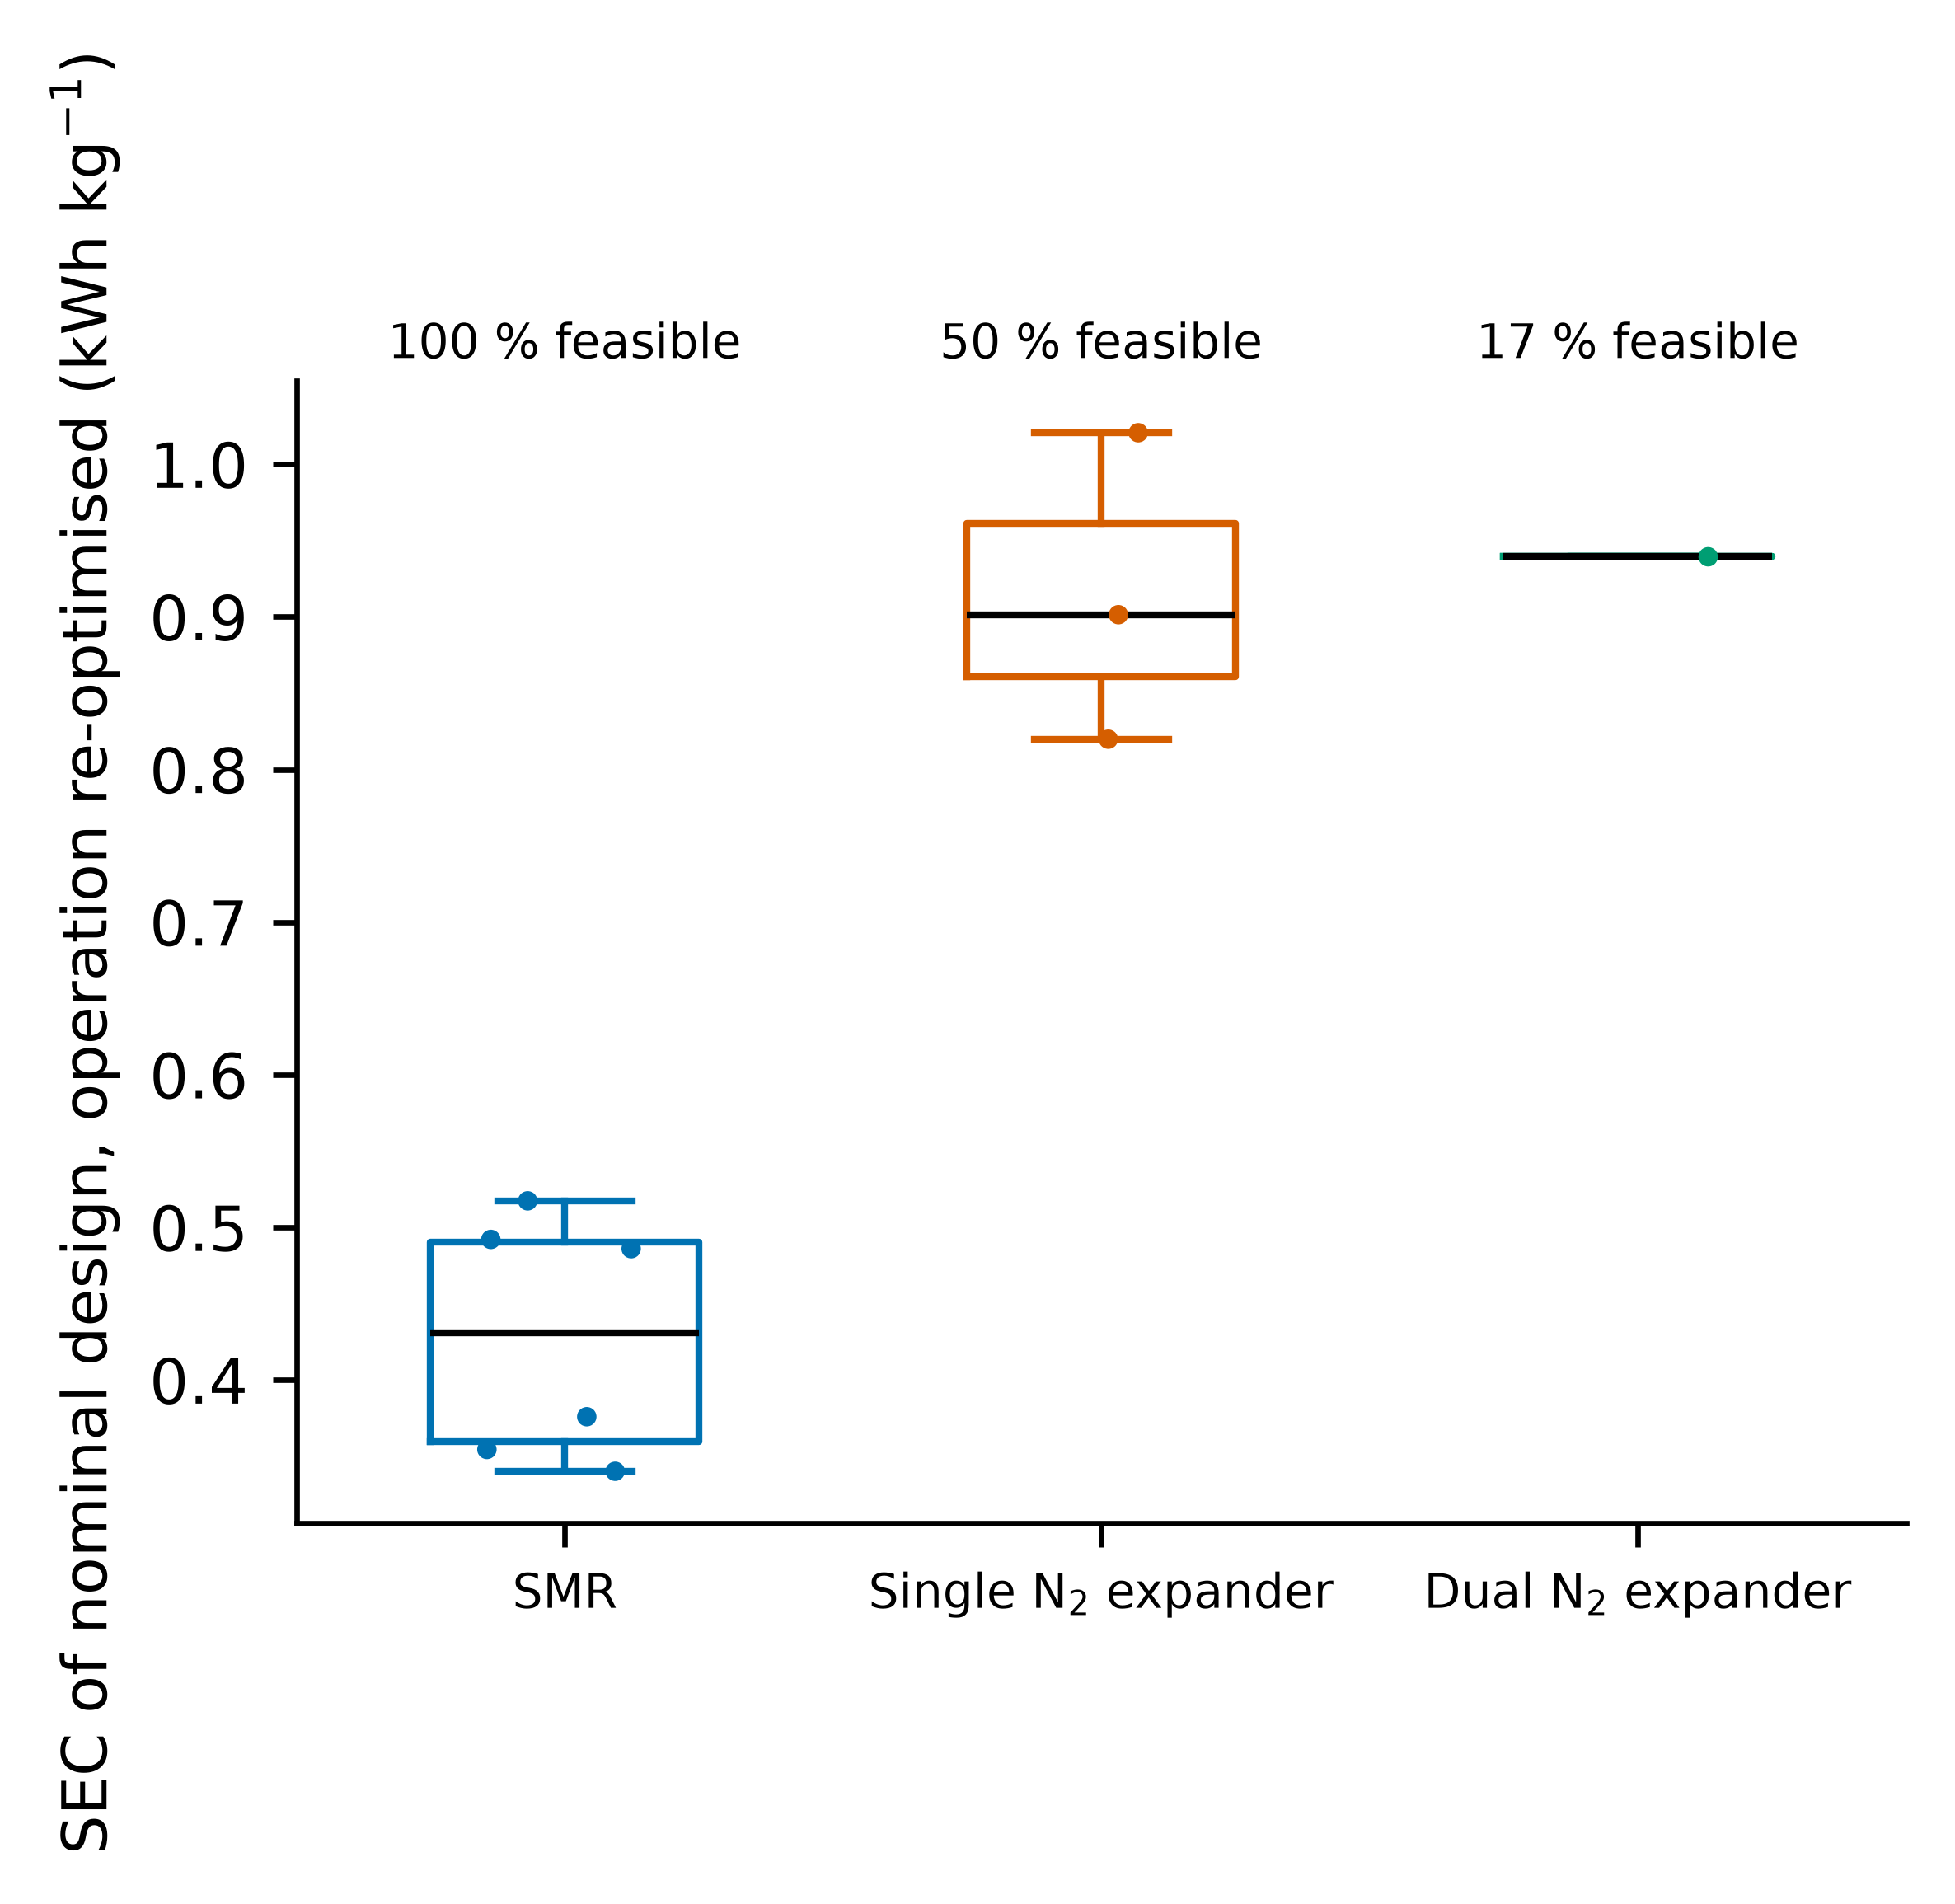 SEC of nominal design, operation re-optimised (kWh kg⁻¹)
100 % feasible
50 % feasible
17 % feasible
1.0
0.9
0.8
0.7
0.6
0.5
0.4
SMR
Single N₂ expander
Dual N₂ expander